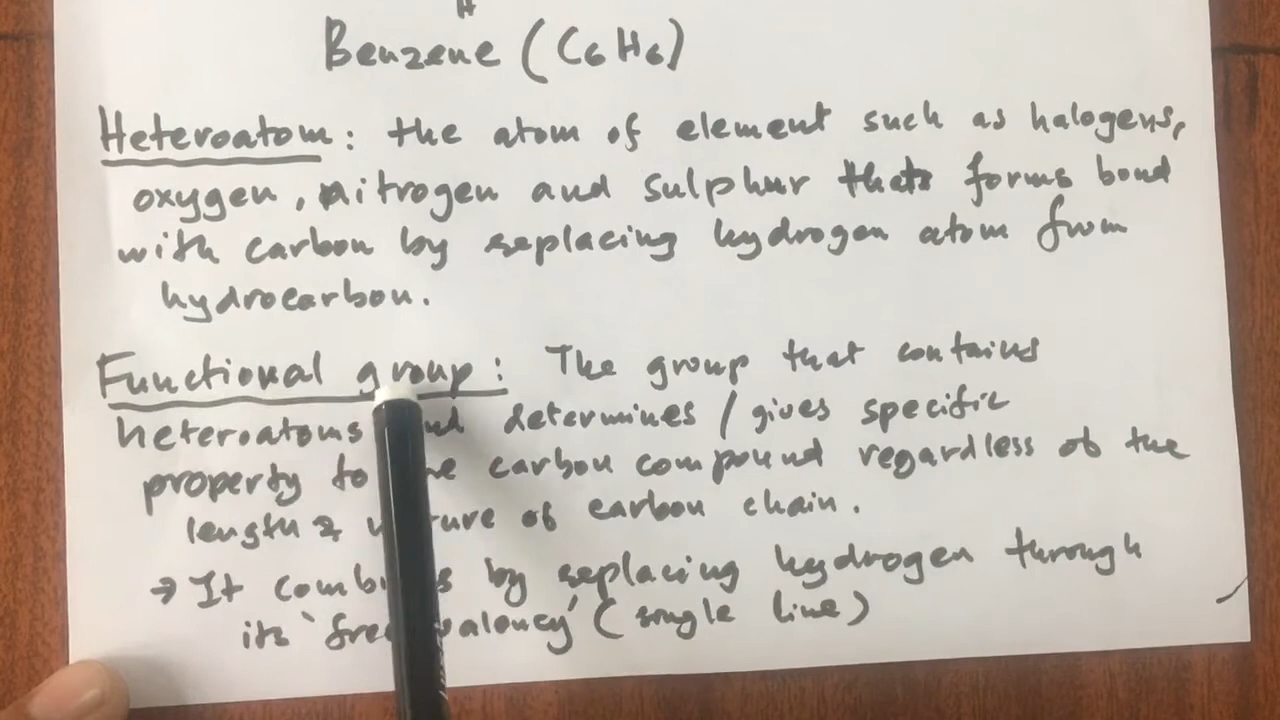 H
Benzene (C6H6)
Heteroatom: the atom of element such as halogens,
oxygen, nitrogen and sulphur that forms bond
with carbon by replacing hydrogen atom from
hydrocarbon.
Functional group: The group that contains
heteroatoms determines / gives specific
property to carbon compound regardless of the
length & of carbon chain.
→ It by replacing hydrogen through
its ' valency' (single line)